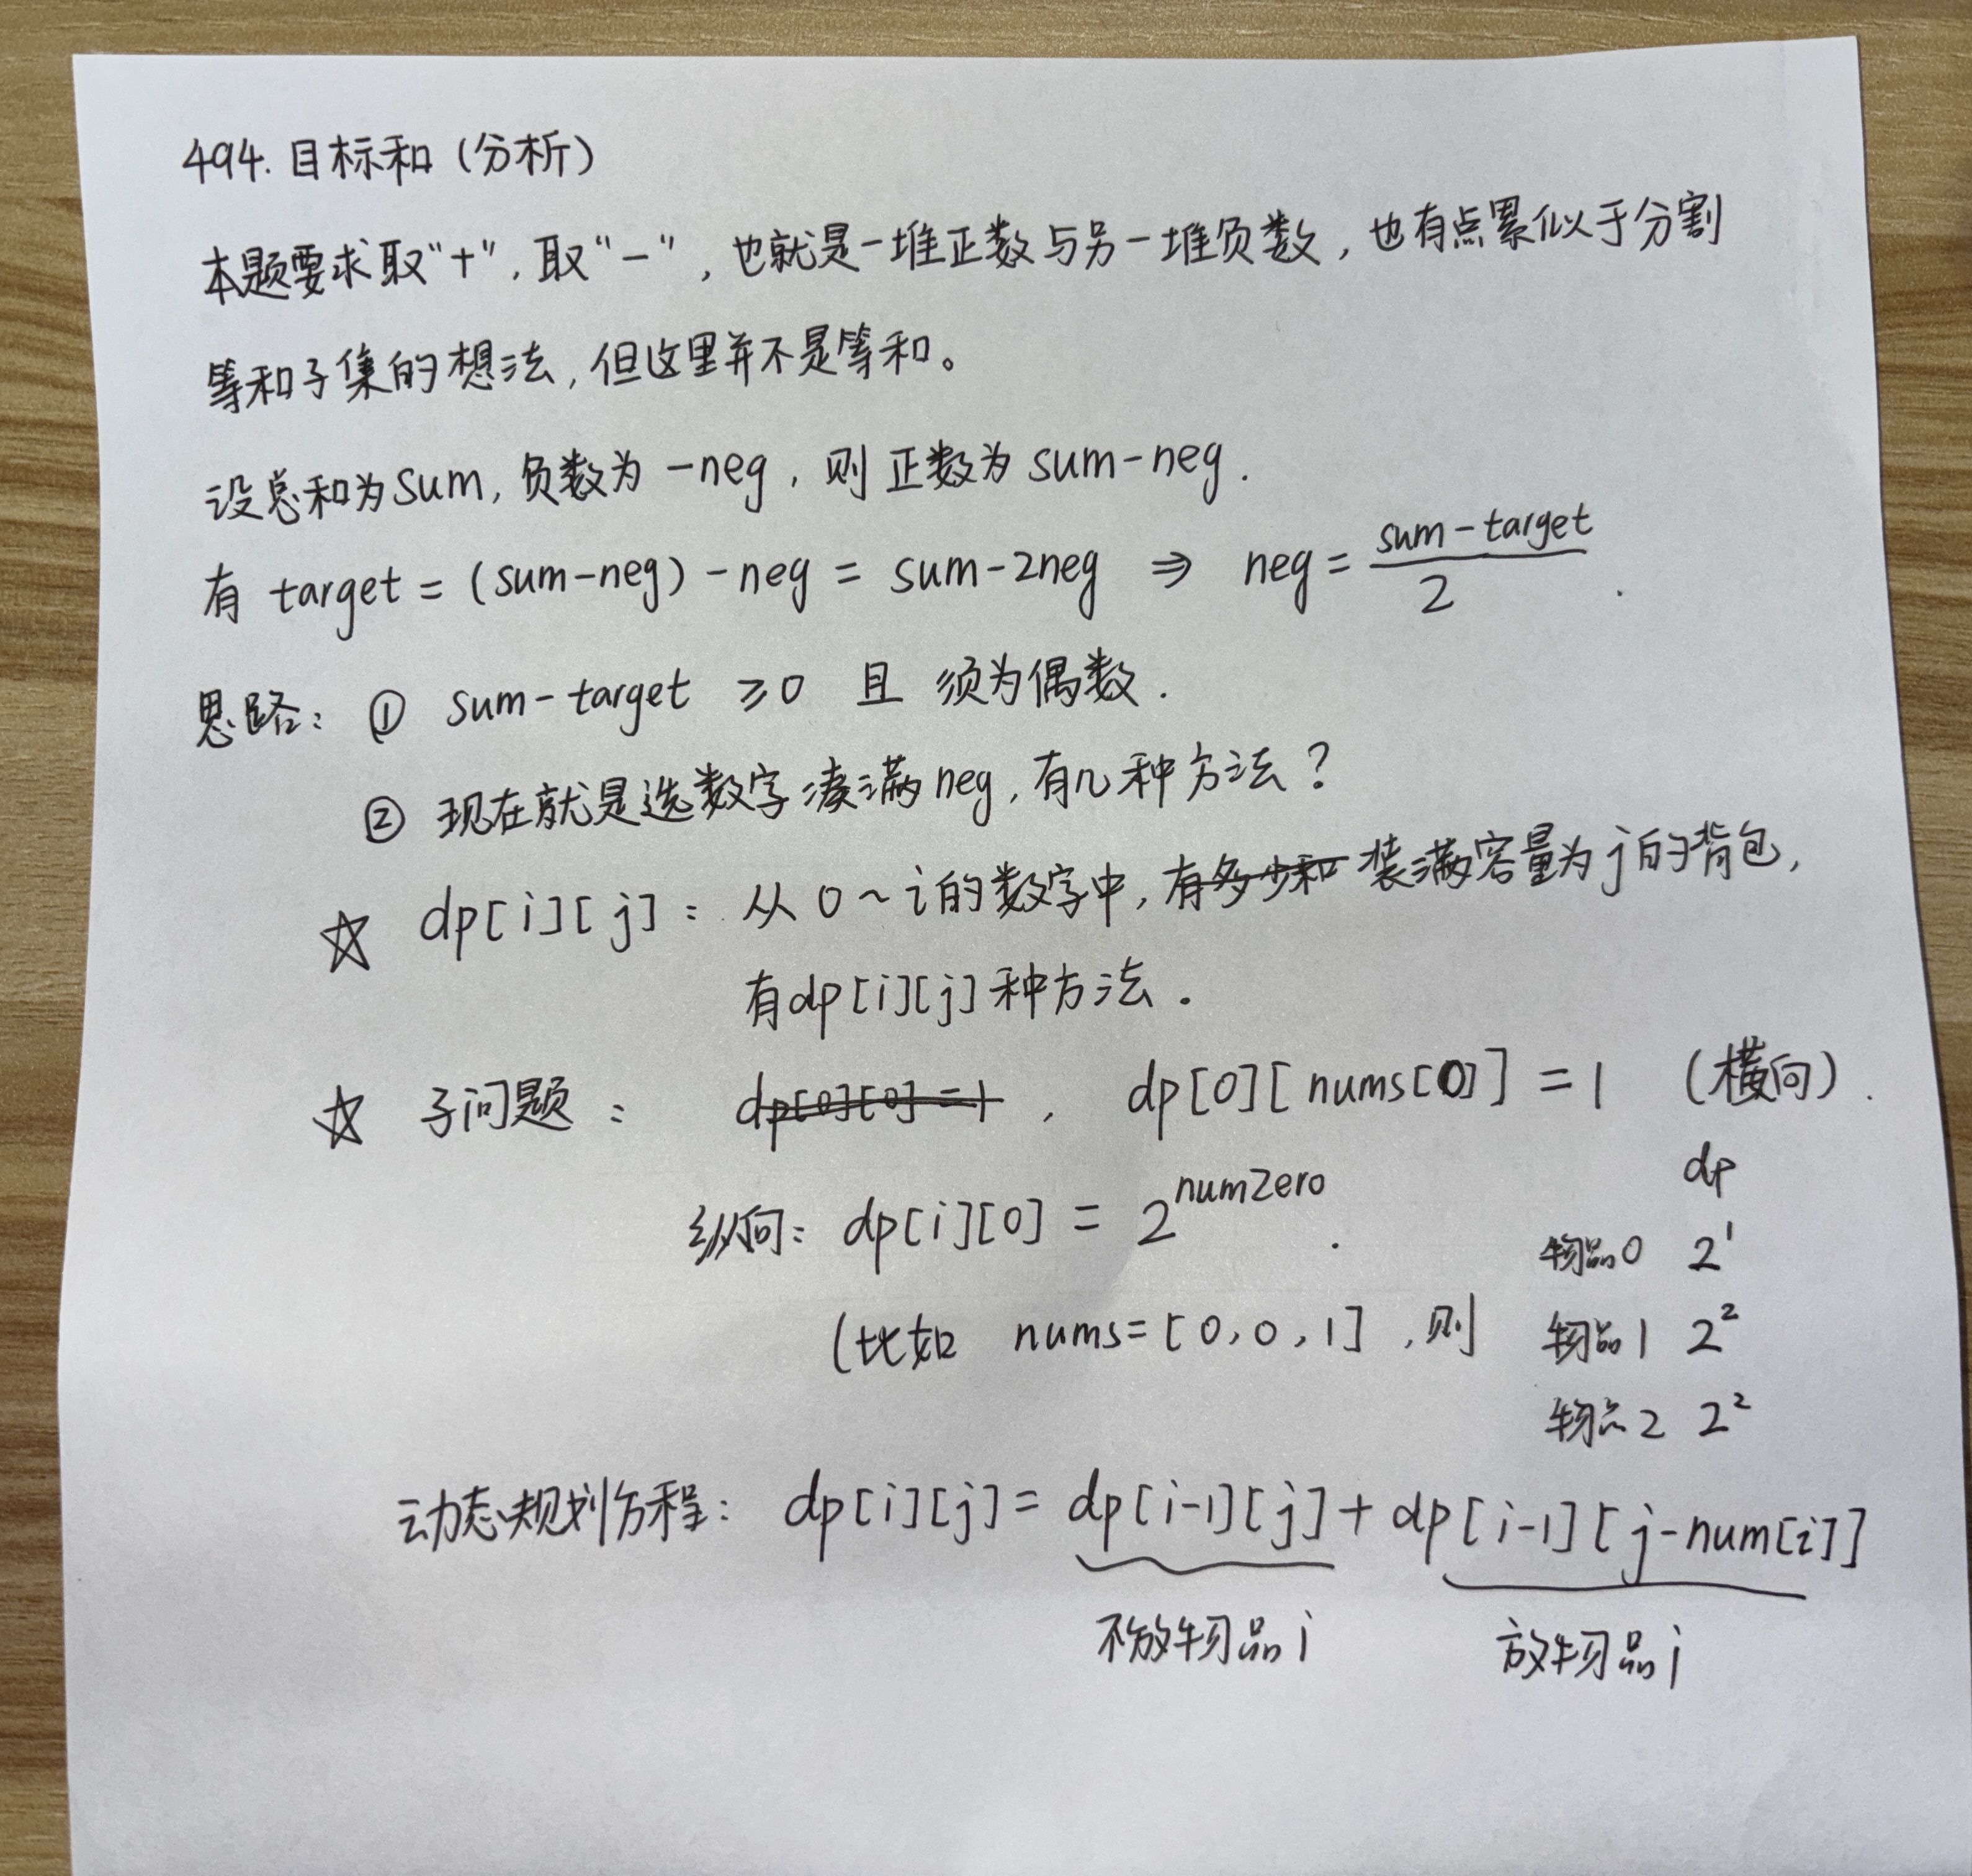 494. 目标和 (分析)
本题要求取"+", 取"-", 也就是一堆正数与另一堆负数, 也有点累似于分割
等和子集的想法, 但这里并不是等和。
设总和为sum, 负数为 -neg, 则正数为 sum-neg.
有 target = (sum-neg) - neg = sum-2neg ⇒ neg = \frac{sum-target}{2}.
思路: ① sum-target ≥0 且 须为偶数.
② 现在就是选数字凑满neg, 有几种方法?
☆ dp[i][j]: 从 0~i的数字中, 有多少和 装满容量为j的背包,
有dp[i][j]种方法.
☆ 子问题: dp[0][0]=1, dp[0][nums[0]] = 1 (横向).
dp
纵向: dp[i][0] = 2^{numZero}.
物品0 2^1
(比如 nums=[0,0,1], 则
物品1 2^2
物品2 2^2
动态规划方程: dp[i][j] = dp[i-1][j] + dp[i-1][j-num[i]]
不放物品i 放物品i